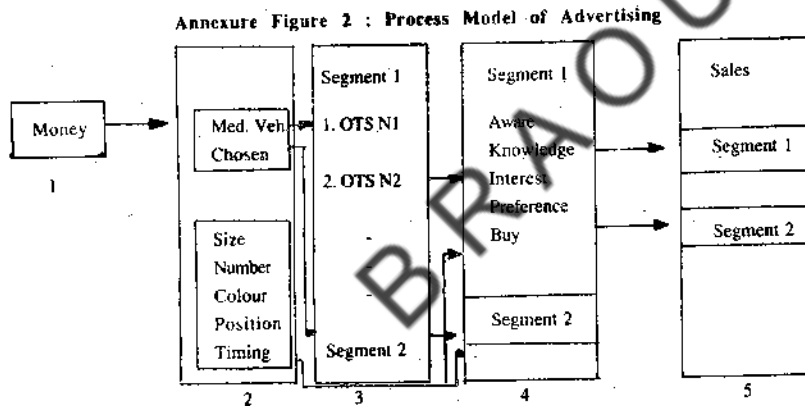 Annexure Figure 2 : Process Model of Advertising
Money
1
Med. Veh
Chosen
Size
Number
Colour
Position
Timing
2
Segment 1
1. OTS N1
2. OTS N2
Segment 2
3
Segment 1
Aware
Knowledge
Interest
Preference
Buy
Segment 2
4
Sales
Segment 1
Segment 2
5
BRAOU